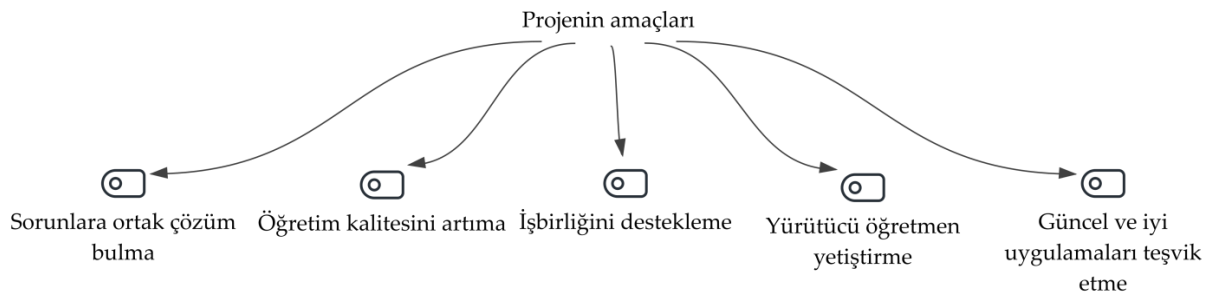 Projenin amaçları
Sorunlara ortak çözüm
bulma
Öğretim kalitesini artıma
İşbirliğini destekleme
Yürütücü öğretmen
yetiştirme
Güncel ve iyi
uygulamaları teşvik
etme